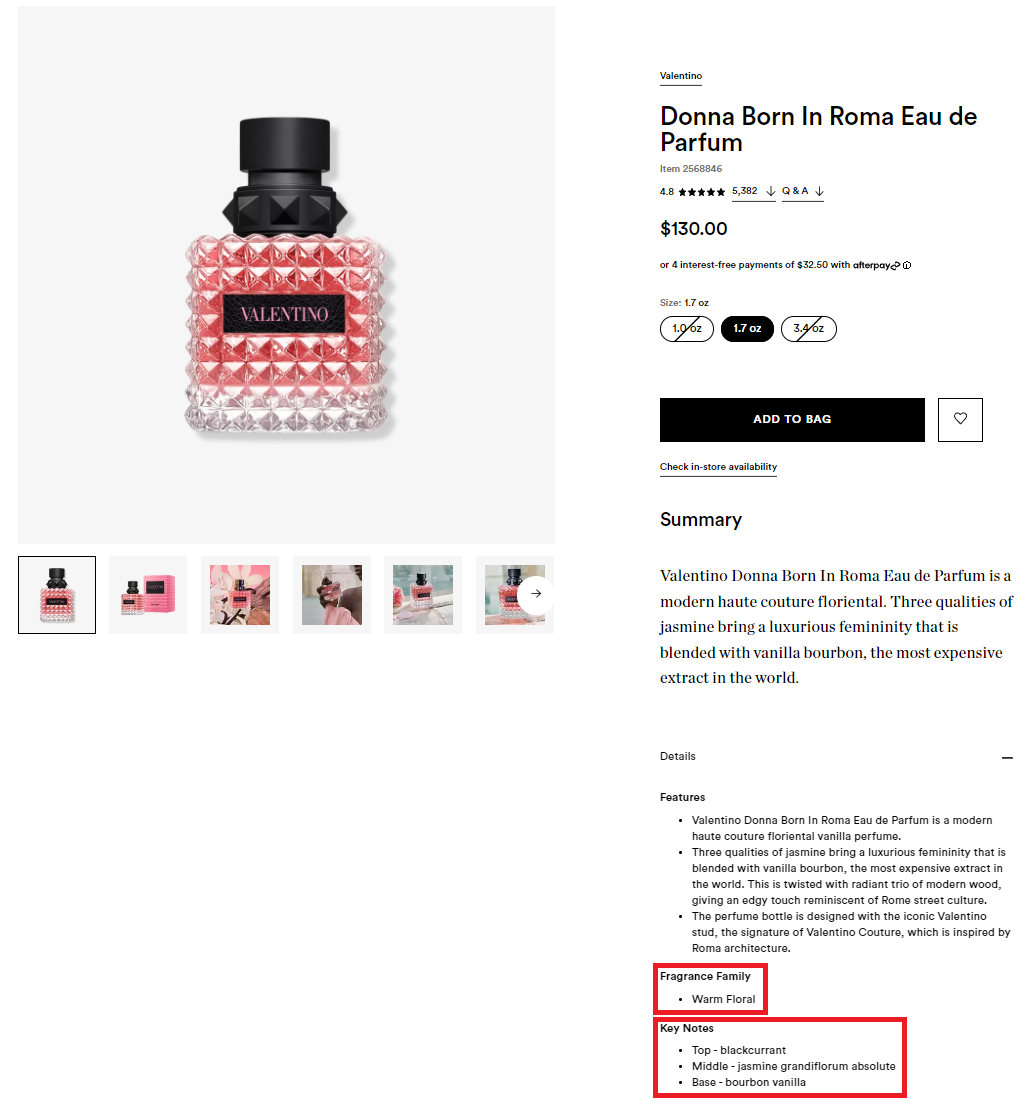 VALENTINO
Valentino
Donna Born In Roma Eau de
Parfum
Item 2568846
4.8 ★★★★★ 5,382 ↓ Q & A ↓
$130.00
or 4 interest-free payments of $32.50 with afterpay
Size: 1.7 oz
1.0 oz 1.7 oz 3.4 oz
ADD TO BAG
Check in-store availability
Summary
Valentino Donna Born In Roma Eau de Parfum is a
modern haute couture floriental. Three qualities of
jasmine bring a luxurious femininity that is
blended with vanilla bourbon, the most expensive
extract in the world.
Details
Features
• Valentino Donna Born In Roma Eau de Parfum is a modern
haute couture floriental vanilla perfume.
• Three qualities of jasmine bring a luxurious femininity that is
blended with vanilla bourbon, the most expensive extract in
the world. This is twisted with radiant trio of modern wood,
giving an edgy touch reminiscent of Rome street culture.
• The perfume bottle is designed with the iconic Valentino
stud, the signature of Valentino Couture, which is inspired by
Roma architecture.
Fragrance Family
• Warm Floral
Key Notes
• Top - blackcurrant
• Middle - jasmine grandiflorum absolute
• Base - bourbon vanilla